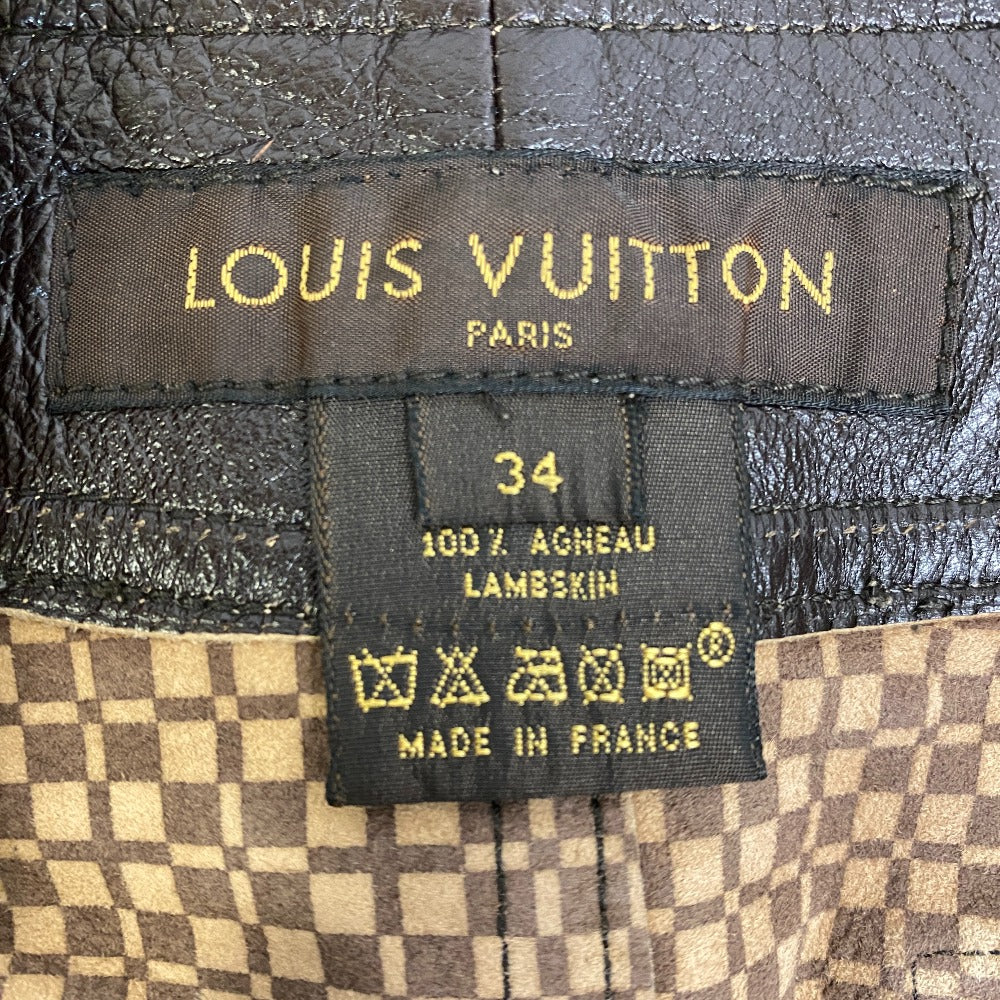 LOUIS VUITTON
PARIS
34
100% AGNEAU
LAMBSKIN
MADE IN FRANCE